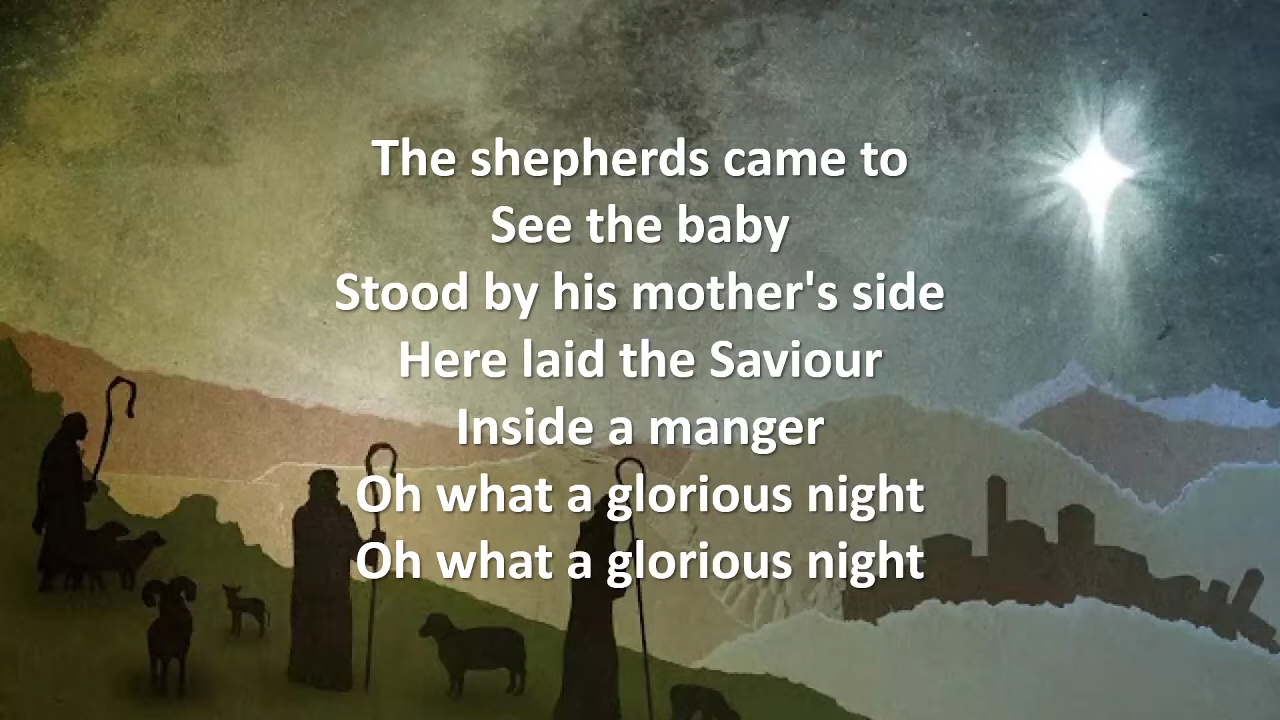 The shepherds came to
See the baby
Stood by his mother's side
Here laid the Saviour
Inside a manger
Oh what a glorious night
Oh what a glorious night